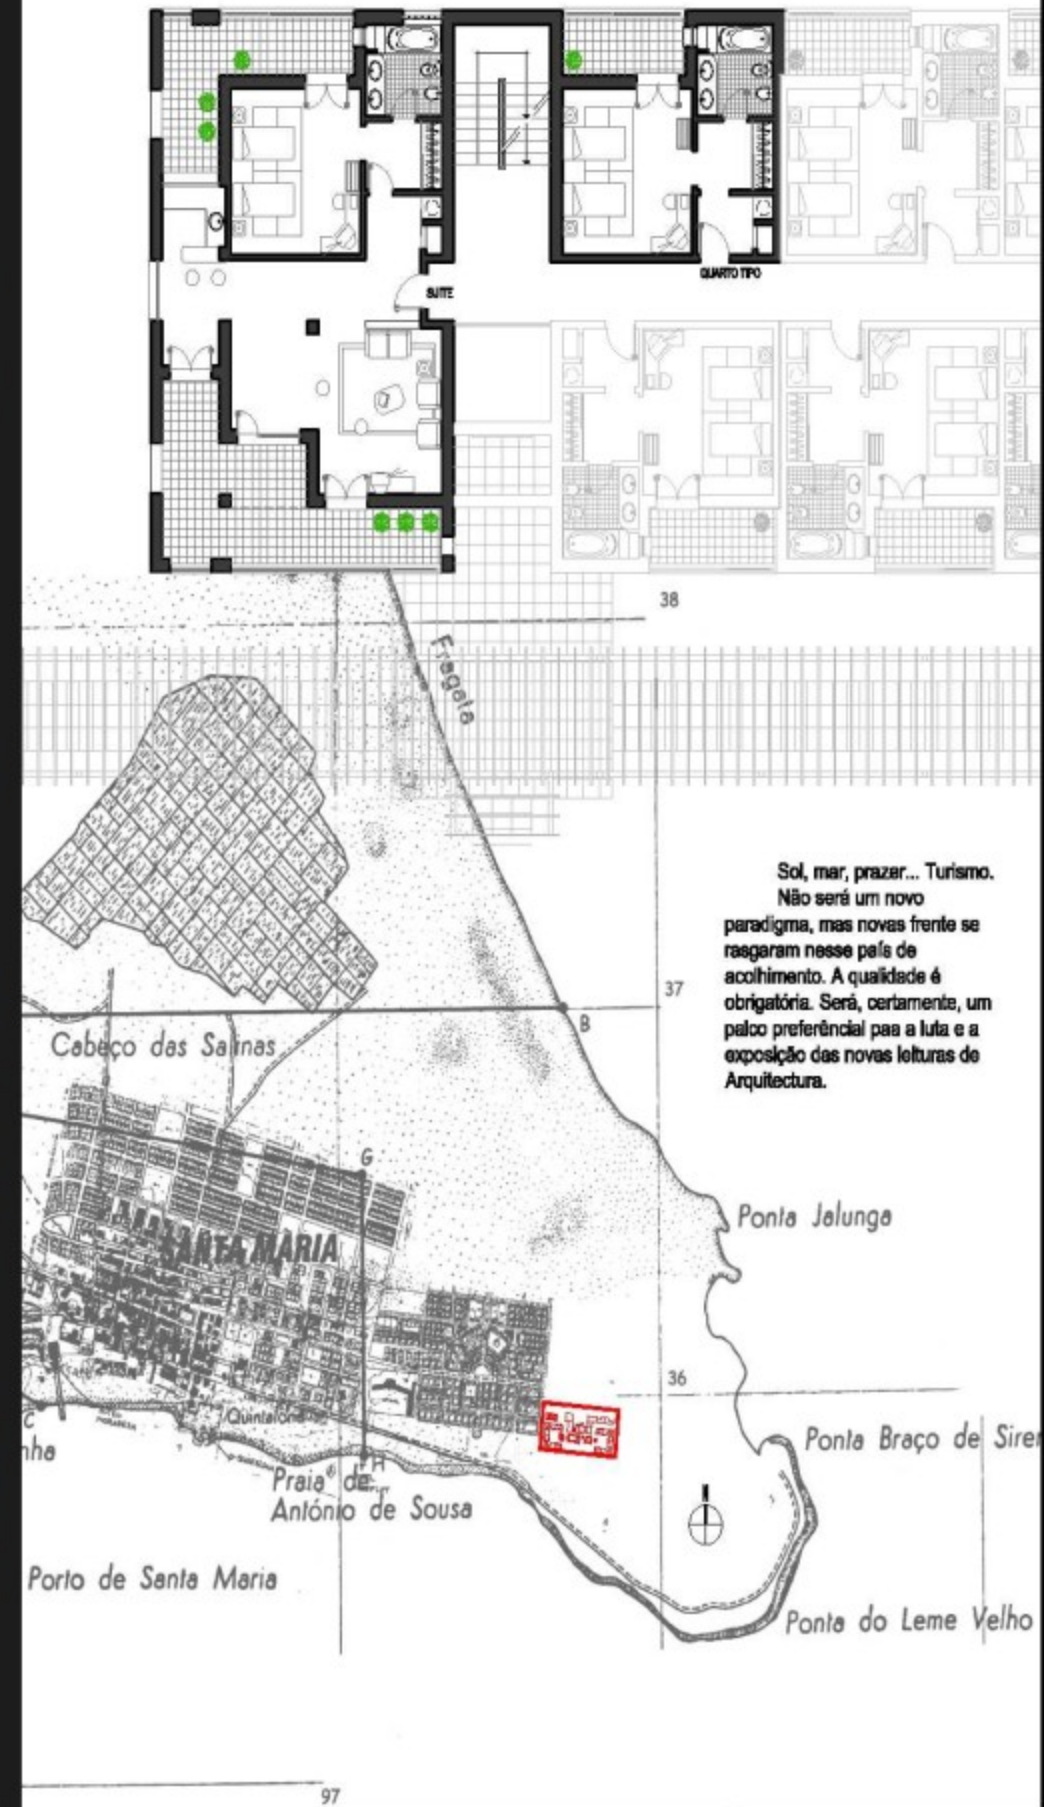 SUITE
QUARTO TIPO
38
Fragata
Sol, mar, prazer... Turismo.
Não será um novo
paradigma, mas novas frente se
rasgaram nesse país de
acolhimento. A qualidade é
obrigatória. Será, certamente, um
palco preferêncial paa a luta e a
exposição das novas leituras de
Arquitectura.
37
B
Cabeço das Salinas
G
Ponta Jalunga
SANTA MARIA
36
C
Quintalona
Ponta Braço de Sirer
nha
H
Praia de
António de Sousa
Porto de Santa Maria
Ponta do Leme Velho
97